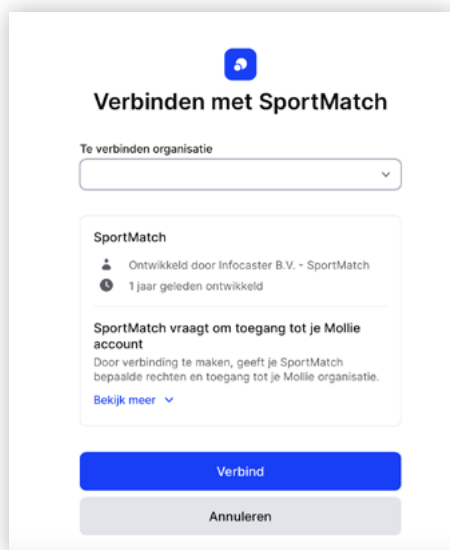 Verbinden met SportMatch
Te verbinden organisatie
SportMatch
Ontwikkeld door Infocaster B.V. - SportMatch
1 jaar geleden ontwikkeld
SportMatch vraagt om toegang tot je Mollie
account
Door verbinding te maken, geeft je SportMatch
bepaalde rechten en toegang tot je Mollie organisatie.
Bekijk meer
Verbind
Annuleren